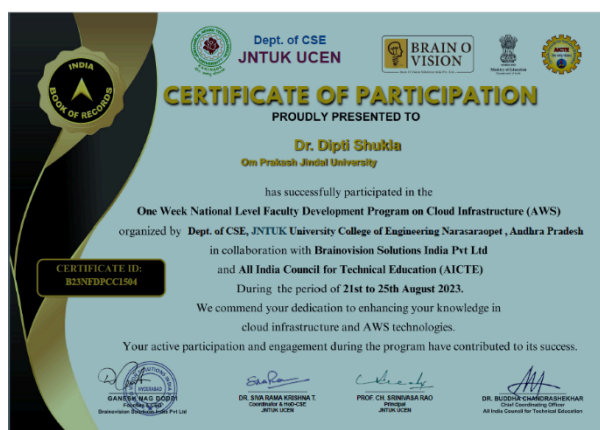 Dept. of CSE
JNTUK UCEN
BRAIN O
VISION
AICTE
INDIA
BOOK OF RECORDS
CERTIFICATE OF PARTICIPATION
PROUDLY PRESENTED TO
Dr. Dipti Shukla
Om Prakash Jindal University
has successfully participated in the
One Week National Level Faculty Development Program on Cloud Infrastructure (AWS)
organized by Dept. of CSE, JNTUK University College of Engineering Narasaraopet , Andhra Pradesh
in collaboration with Brainovision Solutions India Pvt Ltd
and All India Council for Technical Education (AICTE)
During the period of 21st to 25th August 2023.
We commend your dedication to enhancing your knowledge in
cloud infrastructure and AWS technologies.
Your active participation and engagement during the program have contributed to its success.
CERTIFICATE ID:
B23NFDPCC1504
HYDERABAD
GANESH NAG DODDI
Brainovision Solutions India Pvt Ltd
DR. SIVA RAMA KRISHNA T.
Coordinator & HoD-CSE
JNTUK UCEN
PROF. CH. SRINIVASA RAO
Principal
JNTUK UCEN
DR. BUDDHA CHANDRASHEKHAR
Chief Coordinating Officer
All India Council for Technical Education